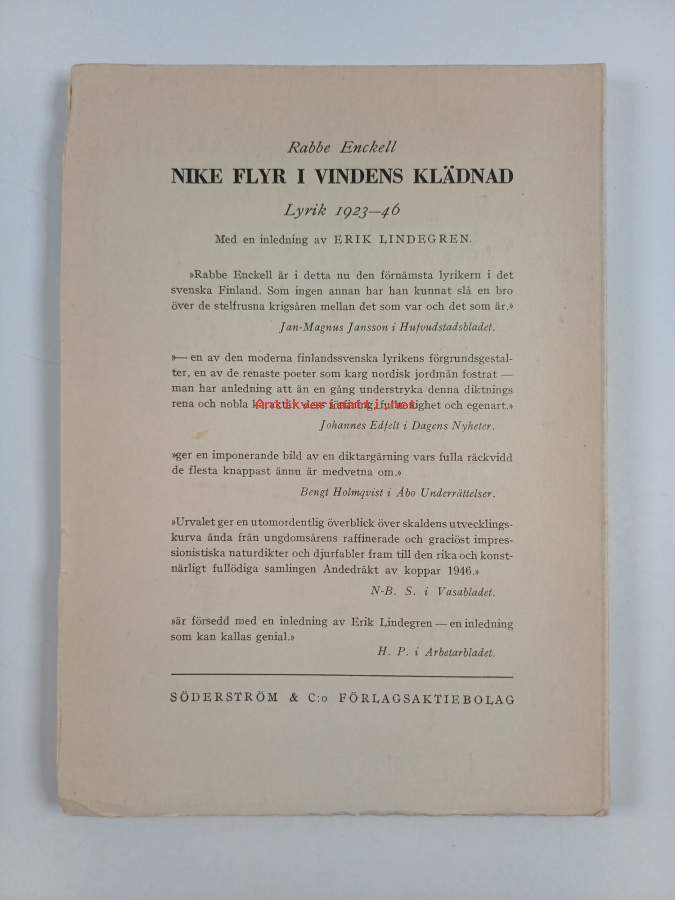 Rabbe Enckell
NIKE FLYR I VINDENS KLÄDNAD
Lyrik 1923—46
Med en inledning av ERIK LINDEGREN.
»Rabbe Enckell är i detta nu den förnämsta lyrikern i det
svenska Finland. Som ingen annan har han kunnat slå en bro
över de stelfrusna krigsåren mellan det som var och det som är.»
Jan-Magnus Jansson i Hufvudstadsbladet.
»— en av den moderna finlandssvenska lyrikens förgrundsgestal-
ter, en av de renaste poeter som karg nordisk jordmån fostrat —
man har anledning att än en gång understryka denna diktnings
rena och nobla och egenart.»
Antikvariaatti.net
Johannes Edfelt i Dagens Nyheter.
»ger en imponerande bild av en diktargärning vars fulla räckvidd
de flesta knappast ännu är medvetna om.»
Bengt Holmqvist i Åbo Underrättelser.
»Urvalet ger en utomordentlig överblick över skaldens utvecklings-
kurva ända från ungdomsårens raffinerade och graciöst impres-
sionistiska naturdikter och djurfabler fram till den rika och konst-
närligt fullödiga samlingen Andedräkt av koppar 1946.»
N-B. S. i Vasabladet.
»är försedd med en inledning av Erik Lindegren — en inledning
som kan kallas genial.»
H. P. i Arbetarbladet.
SÖDERSTRÖM & C:o FÖRLAGSAKTIEBOLAG